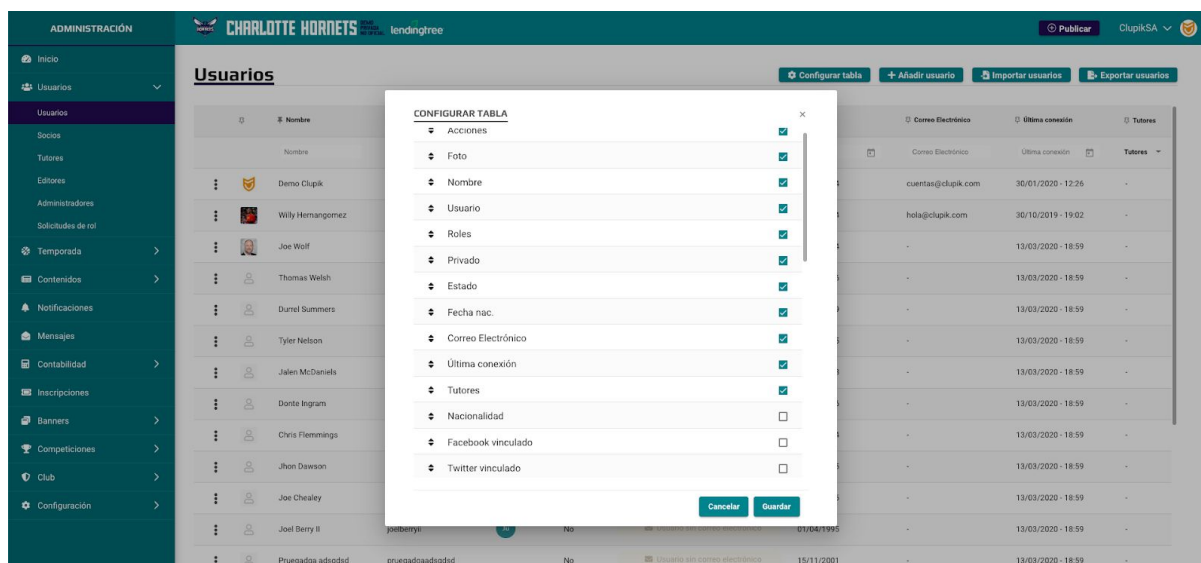 ADMINISTRACIÓN
CHARLOTTE HORNETS lendingtree
Publicar
ClupikSA
Inicio
Usuarios
Usuarios
Socios
Tutores
Editores
Administradores
Solicitudes de rol
Temporada
Contenidos
Notificaciones
Mensajes
Contabilidad
Inscripciones
Banners
Competiciones
Club
Configuración
Usuarios
Configurar tabla
+ Añadir usuario
Importar usuarios
Exportar usuarios
Nombre Correo Electrónico Última conexión Tutores
Nombre Correo Electrónico Última conexión Tutores
Demo Clupik cuentas@clupik.com 30/01/2020 - 12:26 -
Willy Hernangomez hola@clupik.com 30/10/2019 - 19:02 -
Joe Wolf - 13/03/2020 - 18:59 -
Thomas Welsh - 13/03/2020 - 18:59 -
Durrel Summers - 13/03/2020 - 18:59 -
Tyler Nelson - 13/03/2020 - 18:59 -
Jalen McDaniels - 13/03/2020 - 18:59 -
Donte Ingram - 13/03/2020 - 18:59 -
Chris Flemmings - 13/03/2020 - 18:59 -
Jhon Dawson - 13/03/2020 - 18:59 -
Joe Chealey - 13/03/2020 - 18:59 -
Joel Berry II joelberryii No Usuario sin correo electrónico 01/04/1995 - 13/03/2020 - 18:59 -
Pruegadga adsgdsd pruegadgaadsgdsd No Usuario sin correo electrónico 15/11/2001 - 13/03/2020 - 18:59 -
CONFIGURAR TABLA
Acciones
Foto
Nombre
Usuario
Roles
Privado
Estado
Fecha nac.
Correo Electrónico
Última conexión
Tutores
Nacionalidad
Facebook vinculado
Twitter vinculado
Cancelar
Guardar